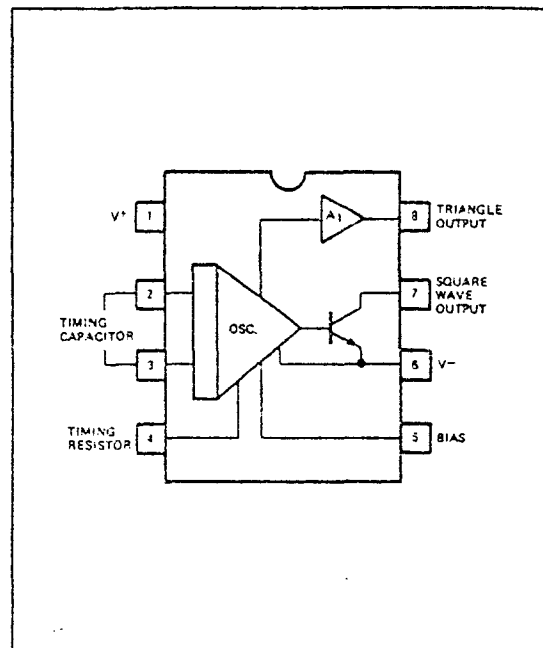 V+ 1
2
TIMING
CAPACITOR
3
TIMING
RESISTOR
4
OSC.
A1
8 TRIANGLE
OUTPUT
7 SQUARE
WAVE
OUTPUT
6 V−
5 BIAS